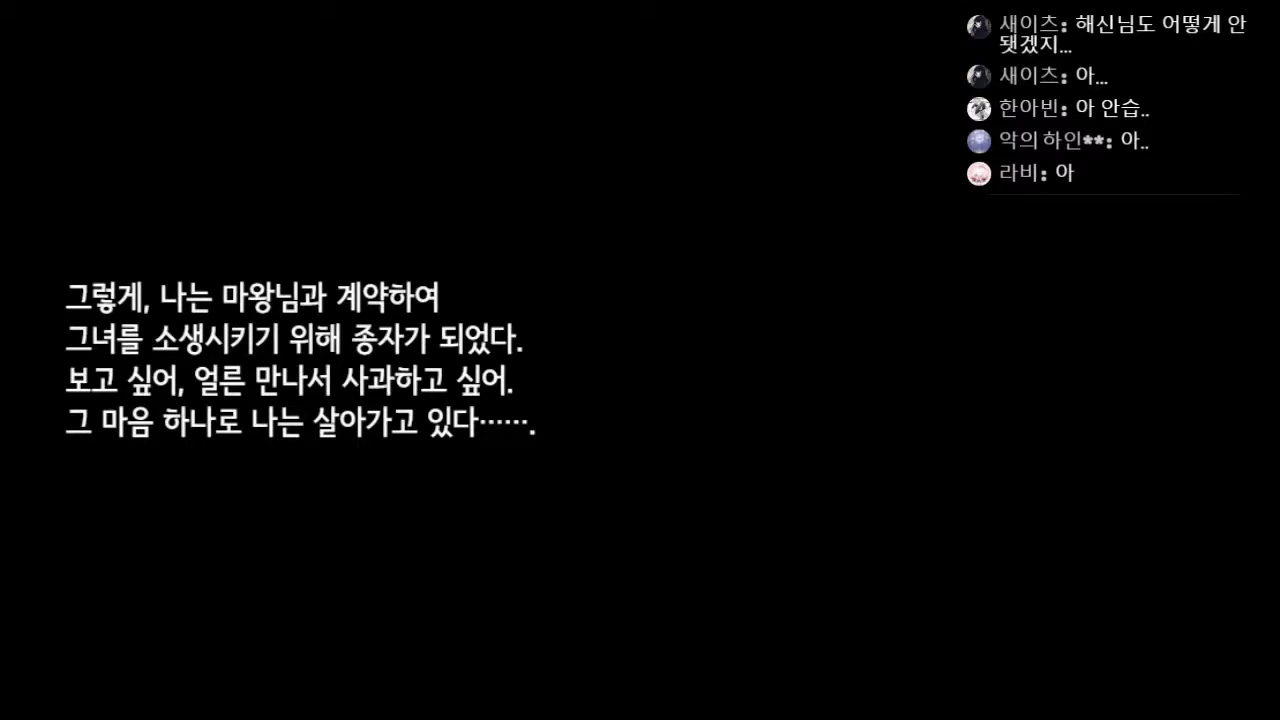 새이츠: 해신님도 어떻게 안
됏겠지...
새이츠: 아...
한아빈: 아 안습..
악의 하인**: 아..
라비: 아
그렇게, 나는 마왕님과 계약하여
그녀를 소생시키기 위해 종자가 되었다.
보고 싶어, 얼른 만나서 사과하고 싶어.
그 마음 하나로 나는 살아가고 있다…….